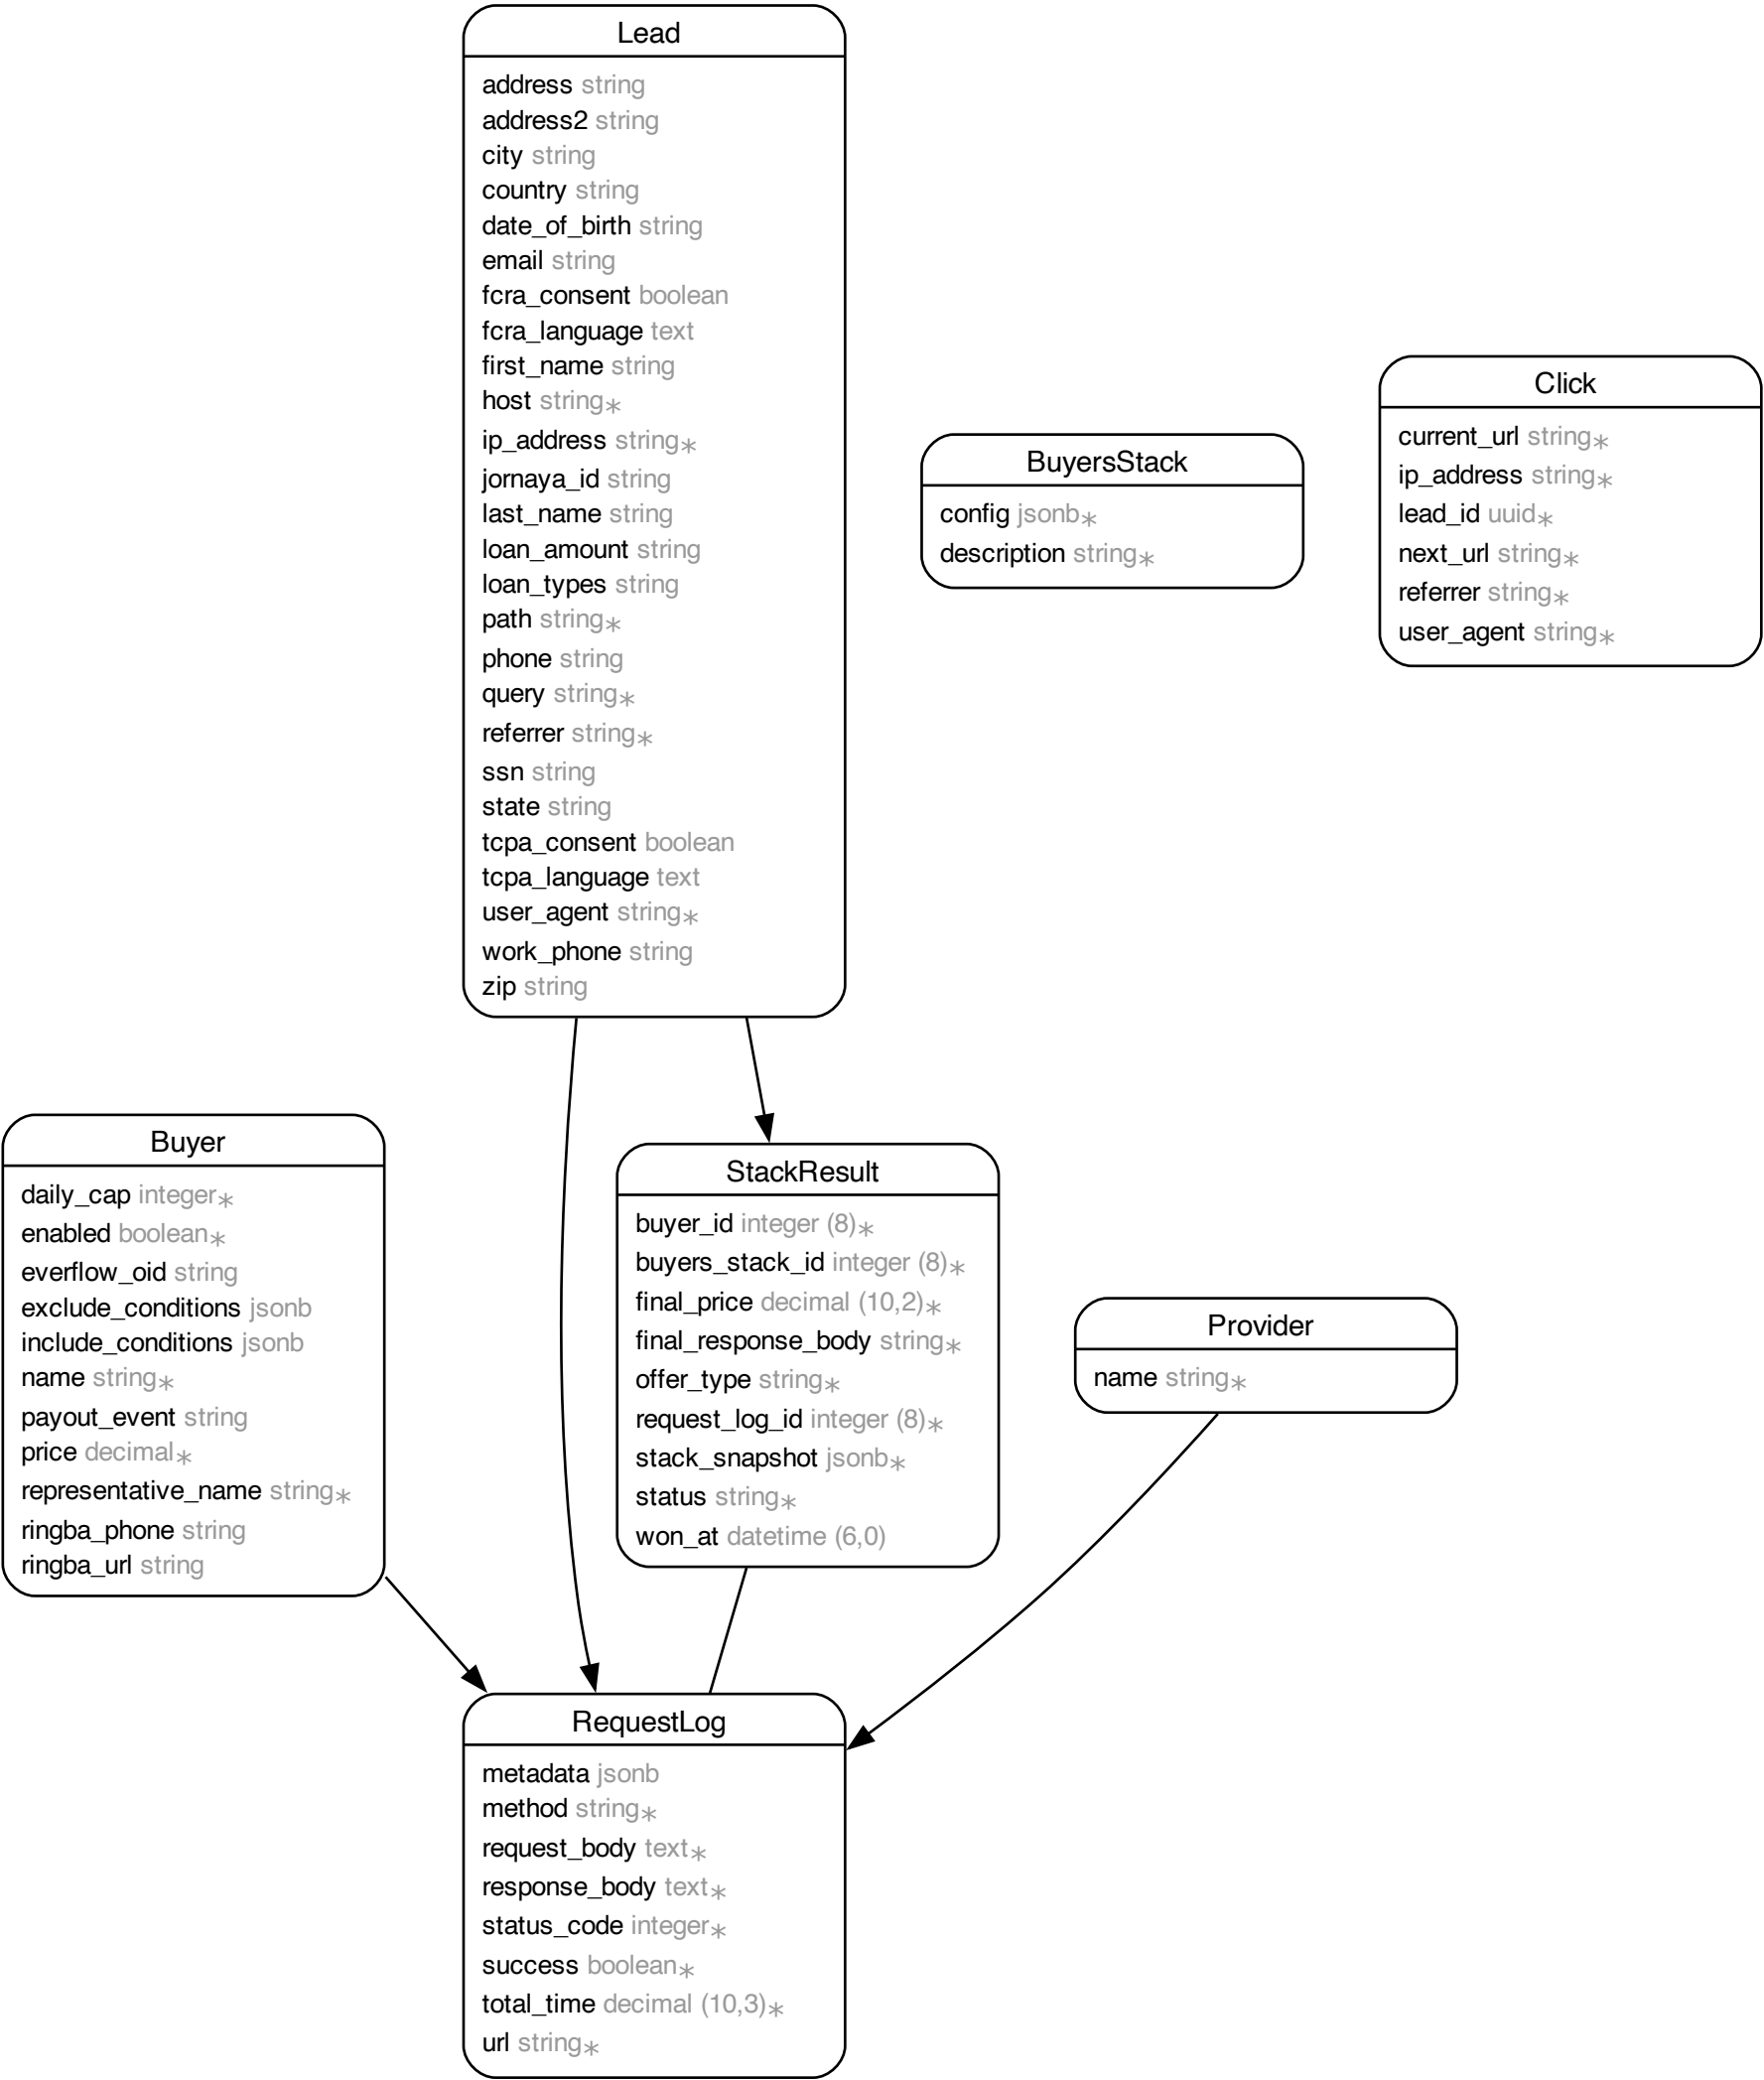 Lead
address string
address2 string
city string
country string
date_of_birth string
email string
fcra_consent boolean
fcra_language text
first_name string
host string*
ip_address string*
jornaya_id string
last_name string
loan_amount string
loan_types string
path string*
phone string
query string*
referrer string*
ssn string
state string
tcpa_consent boolean
tcpa_language text
user_agent string*
work_phone string
zip string
BuyersStack
config jsonb*
description string*
Click
current_url string*
ip_address string*
lead_id uuid*
next_url string*
referrer string*
user_agent string*
Buyer
daily_cap integer*
enabled boolean*
everflow_oid string
exclude_conditions jsonb
include_conditions jsonb
name string*
payout_event string
price decimal*
representative_name string*
ringba_phone string
ringba_url string
StackResult
buyer_id integer (8)*
buyers_stack_id integer (8)*
final_price decimal (10,2)*
final_response_body string*
offer_type string*
request_log_id integer (8)*
stack_snapshot jsonb*
status string*
won_at datetime (6,0)
Provider
name string*
RequestLog
metadata jsonb
method string*
request_body text*
response_body text*
status_code integer*
success boolean*
total_time decimal (10,3)*
url string*